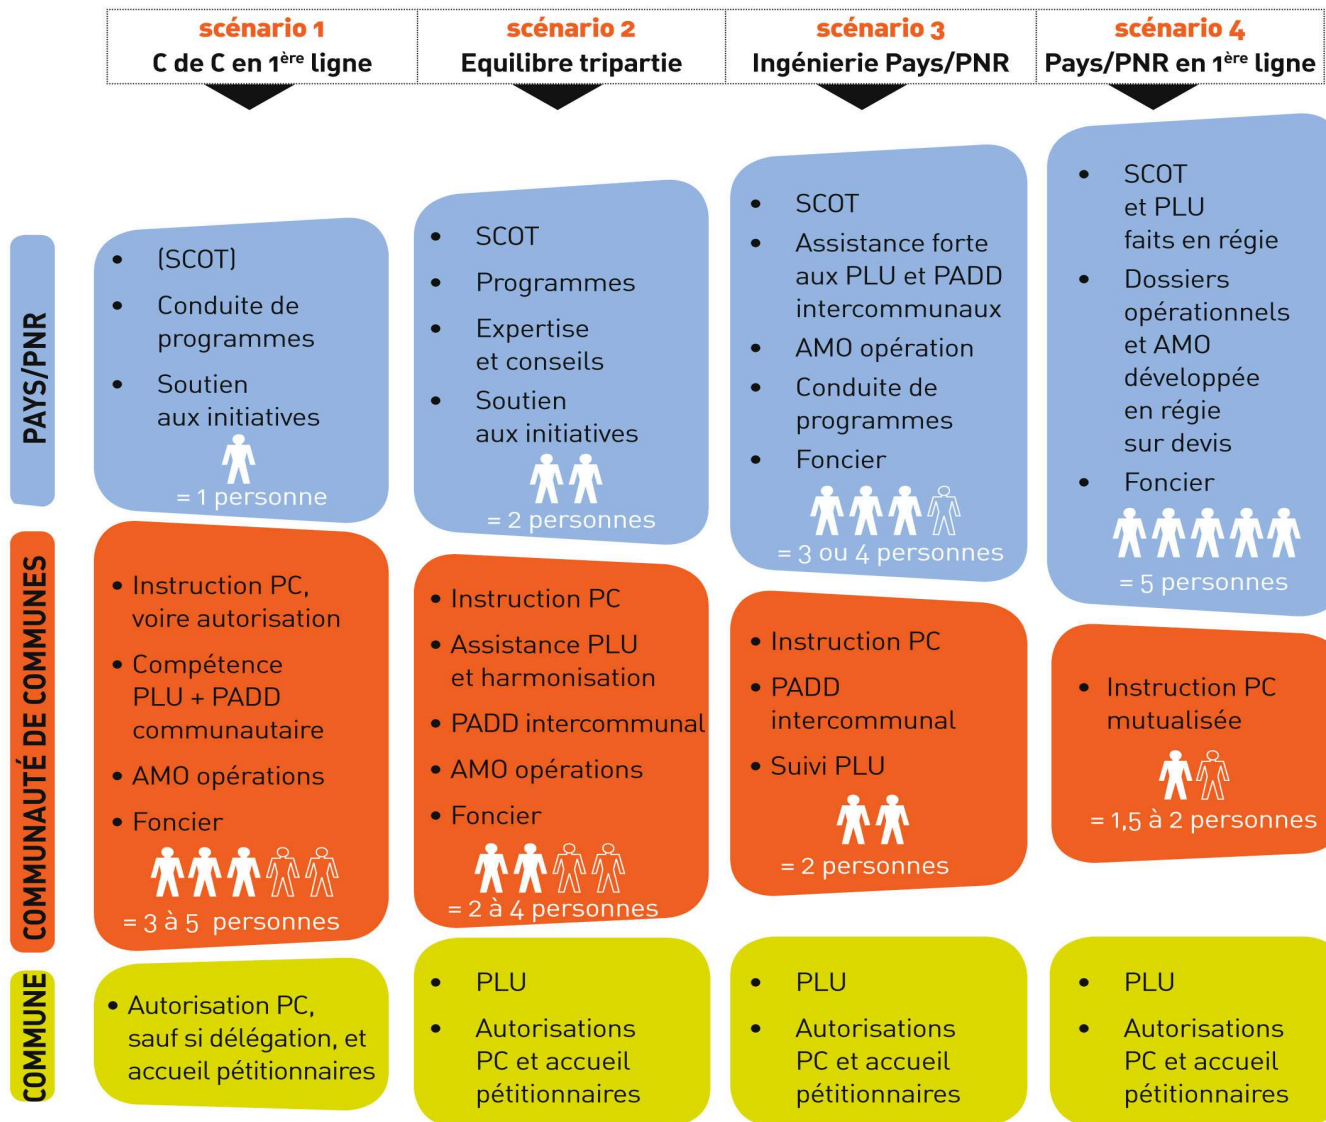 scénario 1
C de C en 1ère ligne
scénario 2
Equilibre tripartie
scénario 3
Ingénierie Pays/PNR
scénario 4
Pays/PNR en 1ère ligne
PAYS/PNR
• (SCOT)
• Conduite de
programmes
• Soutien
aux initiatives
= 1 personne
• SCOT
• Programmes
• Expertise
et conseils
• Soutien
aux initiatives
= 2 personnes
• SCOT
• Assistance forte
aux PLU et PADD
intercommunaux
• AMO opération
• Conduite de
programmes
• Foncier
= 3 ou 4 personnes
• SCOT
et PLU
faits en régie
• Dossiers
opérationnels
et AMO
développée
en régie
sur devis
• Foncier
= 5 personnes
COMMUNAUTÉ DE COMMUNES
• Instruction PC,
voire autorisation
• Compétence
PLU + PADD
communautaire
• AMO opérations
• Foncier
= 3 à 5 personnes
• Instruction PC
• Assistance PLU
et harmonisation
• PADD intercommunal
• AMO opérations
• Foncier
= 2 à 4 personnes
• Instruction PC
• PADD
intercommunal
• Suivi PLU
= 2 personnes
• Instruction PC
mutualisée
= 1,5 à 2 personnes
COMMUNE
• Autorisation PC,
sauf si délégation, et
accueil pétitionnaires
• PLU
• Autorisations
PC et accueil
pétitionnaires
• PLU
• Autorisations
PC et accueil
pétitionnaires
• PLU
• Autorisations
PC et accueil
pétitionnaires